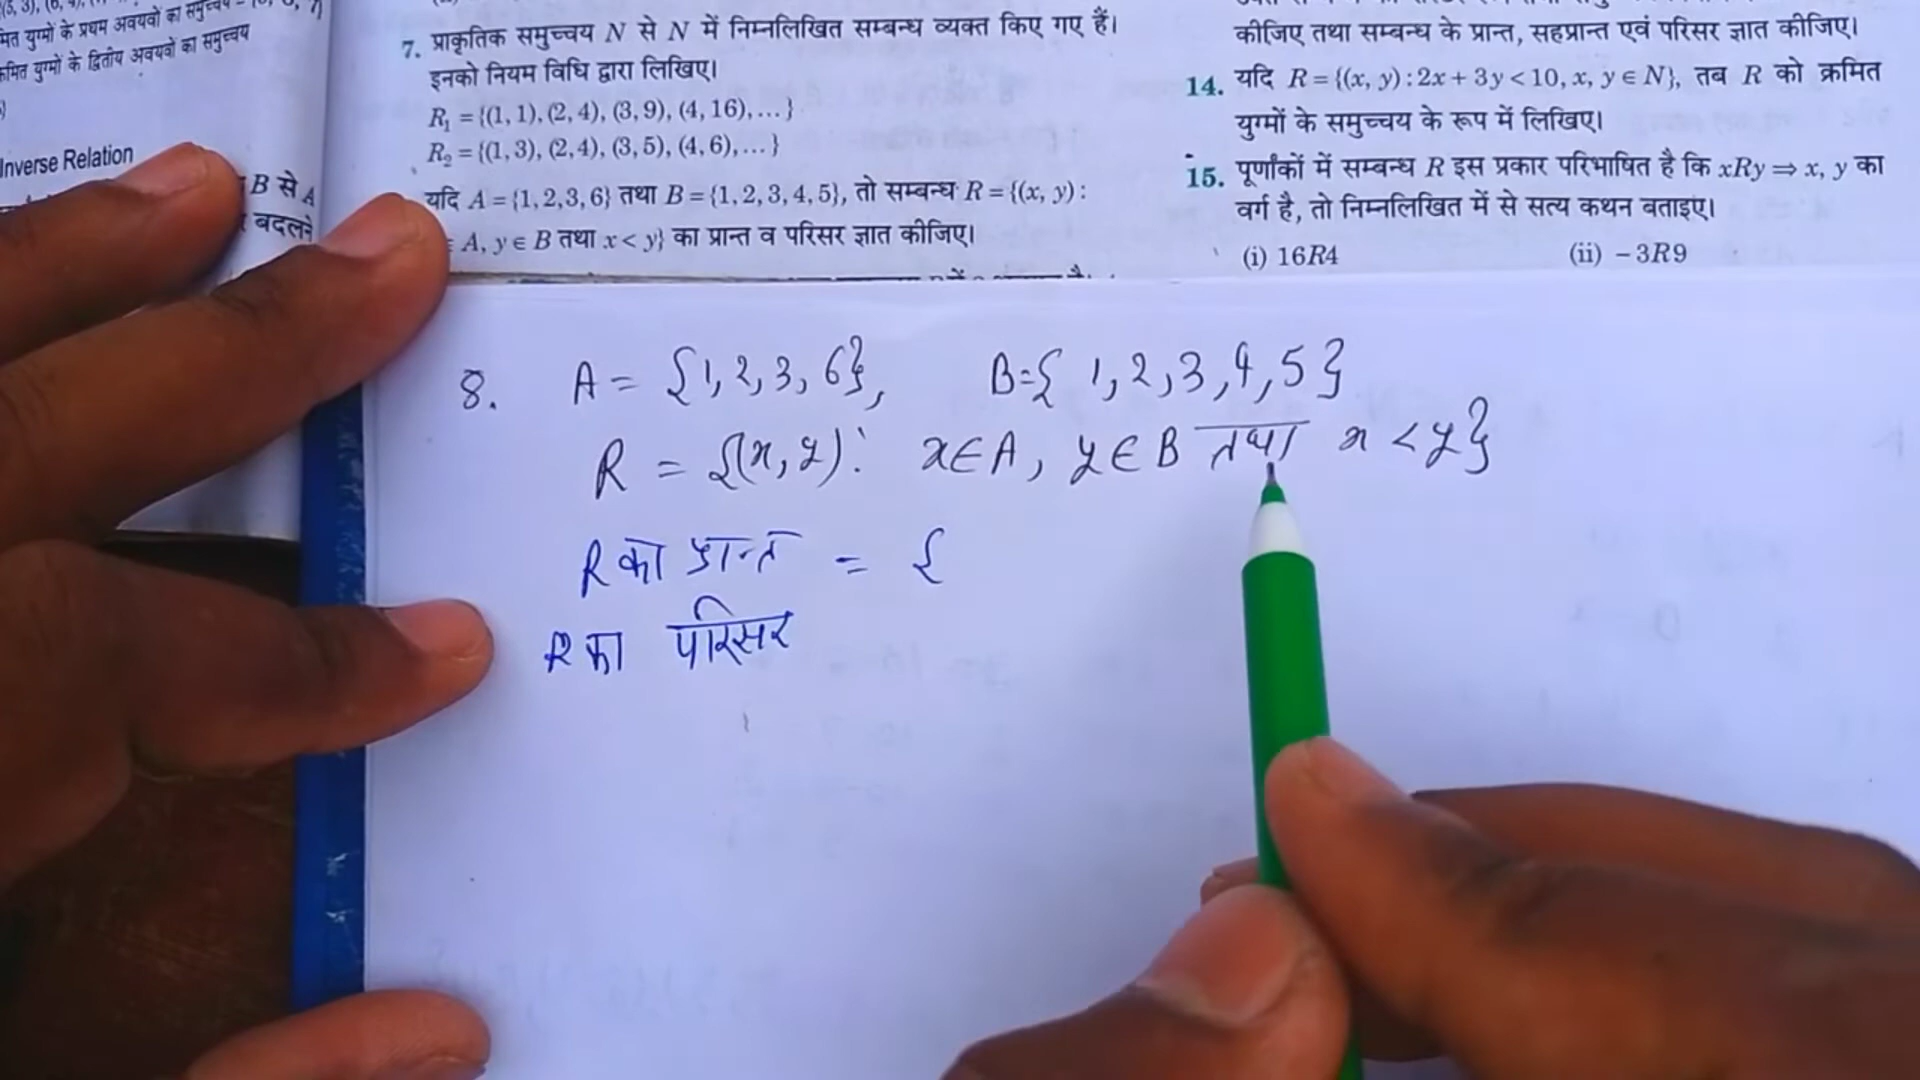 मित युग्मों के प्रथम अवयवों का समुच्चय
क्रमित युग्मों के द्वितीय अवयवों का समुच्चय
Inverse Relation
B से A
बदलने
7. प्राकृतिक समुच्चय N से N में निम्नलिखित सम्बन्ध व्यक्त किए गए हैं।
इनको नियम विधि द्वारा लिखिए।
R₁ = {(1, 1), (2, 4), (3, 9), (4, 16), ... }
R₂ = {(1, 3), (2, 4), (3, 5), (4, 6), ... }
यदि A = {1, 2, 3, 6} तथा B = {1, 2, 3, 4, 5}, तो सम्बन्ध R = {(x, y) :
∈ A, y ∈ B तथा x < y} का प्रान्त व परिसर ज्ञात कीजिए।
कीजिए तथा सम्बन्ध के प्रान्त, सहप्रान्त एवं परिसर ज्ञात कीजिए।
14. यदि R = {(x, y) : 2x + 3y < 10, x, y ∈ N}, तब R को क्रमित
युग्मों के समुच्चय के रूप में लिखिए।
15. पूर्णांकों में सम्बन्ध R इस प्रकार परिभाषित है कि xRy ⇒ x, y का
वर्ग है, तो निम्नलिखित में से सत्य कथन बताइए।
(i) 16R4 (ii) – 3R9
8. A = {1, 2, 3, 6}, B = { 1, 2, 3, 4, 5 }
R = {(x, y) : x ∈ A, y ∈ B तथा x < y}
R का प्रान्त = {
R का परिसर